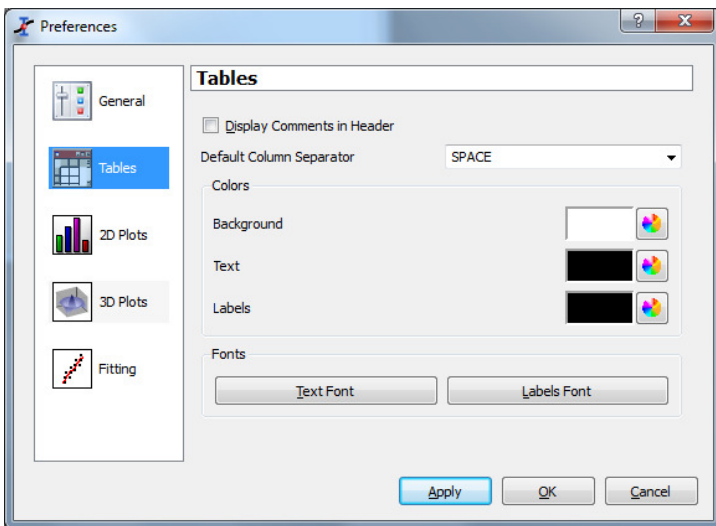 Preferences
General
Tables
2D Plots
3D Plots
Fitting
Tables
Display Comments in Header
Default Column Separator SPACE
Colors
Background
Text
Labels
Fonts
Text Font Labels Font
Apply OK Cancel